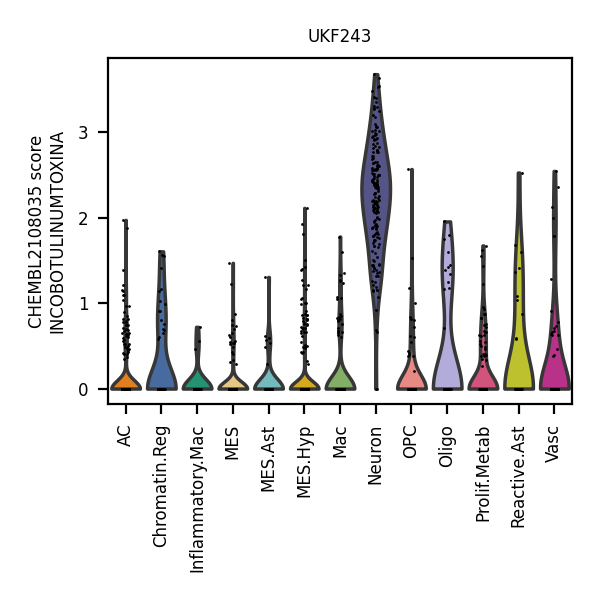 UKF243
CHEMBL2108035 score
INCOBOTULINUMTOXINA
3
2
1
0
AC
Chromatin.Reg
Inflammatory.Mac
MES
MES.Ast
MES.Hyp
Mac
Neuron
OPC
Oligo
Prolif.Metab
Reactive.Ast
Vasc